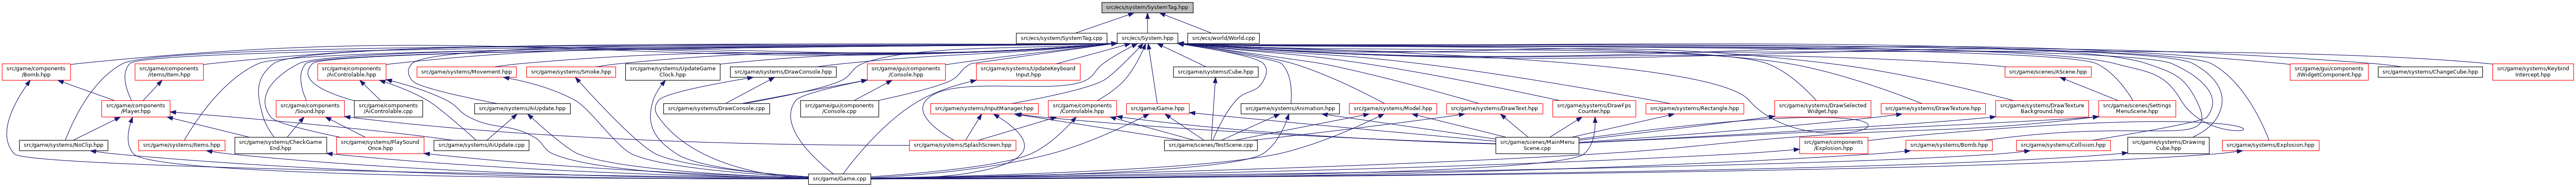 src/ecs/system/SystemTag.hpp
src/ecs/system/SystemTag.cpp
src/ecs/System.hpp
src/ecs/world/World.cpp
src/game/components
/Bomb.hpp
src/game/components
/items/Item.hpp
src/game/components
/AiControlable.hpp
src/game/systems/Movement.hpp
src/game/systems/Smoke.hpp
src/game/systems/UpdateGame
Clock.hpp
src/game/systems/DrawConsole.hpp
src/game/gui/components
/Console.hpp
src/game/systems/UpdateKeyboard
Input.hpp
src/game/systems/Cube.hpp
src/game/scenes/AScene.hpp
src/game/gui/components
/IWidgetComponent.hpp
src/game/systems/ChangeCube.hpp
src/game/systems/Keybind
Intercept.hpp
src/game/components
/Player.hpp
src/game/components
/Sound.hpp
src/game/components
/AiControlable.cpp
src/game/systems/AiUpdate.hpp
src/game/systems/DrawConsole.cpp
src/game/gui/components
/Console.cpp
src/game/systems/InputManager.hpp
src/game/components
/Controlable.hpp
src/game/Game.hpp
src/game/systems/Animation.hpp
src/game/systems/Model.hpp
src/game/systems/DrawText.hpp
src/game/systems/DrawFps
Counter.hpp
src/game/systems/Rectangle.hpp
src/game/systems/DrawSelected
Widget.hpp
src/game/systems/DrawTexture.hpp
src/game/systems/DrawTexture
Background.hpp
src/game/scenes/Settings
MenuScene.hpp
src/game/systems/NoClip.hpp
src/game/systems/Items.hpp
src/game/systems/CheckGame
End.hpp
src/game/systems/PlaySound
Once.hpp
src/game/systems/AiUpdate.cpp
src/game/systems/SplashScreen.hpp
src/game/scenes/TestScene.cpp
src/game/scenes/MainMenu
Scene.cpp
src/game/components
/Explosion.hpp
src/game/systems/Bomb.hpp
src/game/systems/Collision.hpp
src/game/systems/Drawing
Cube.hpp
src/game/systems/Explosion.hpp
src/game/Game.cpp